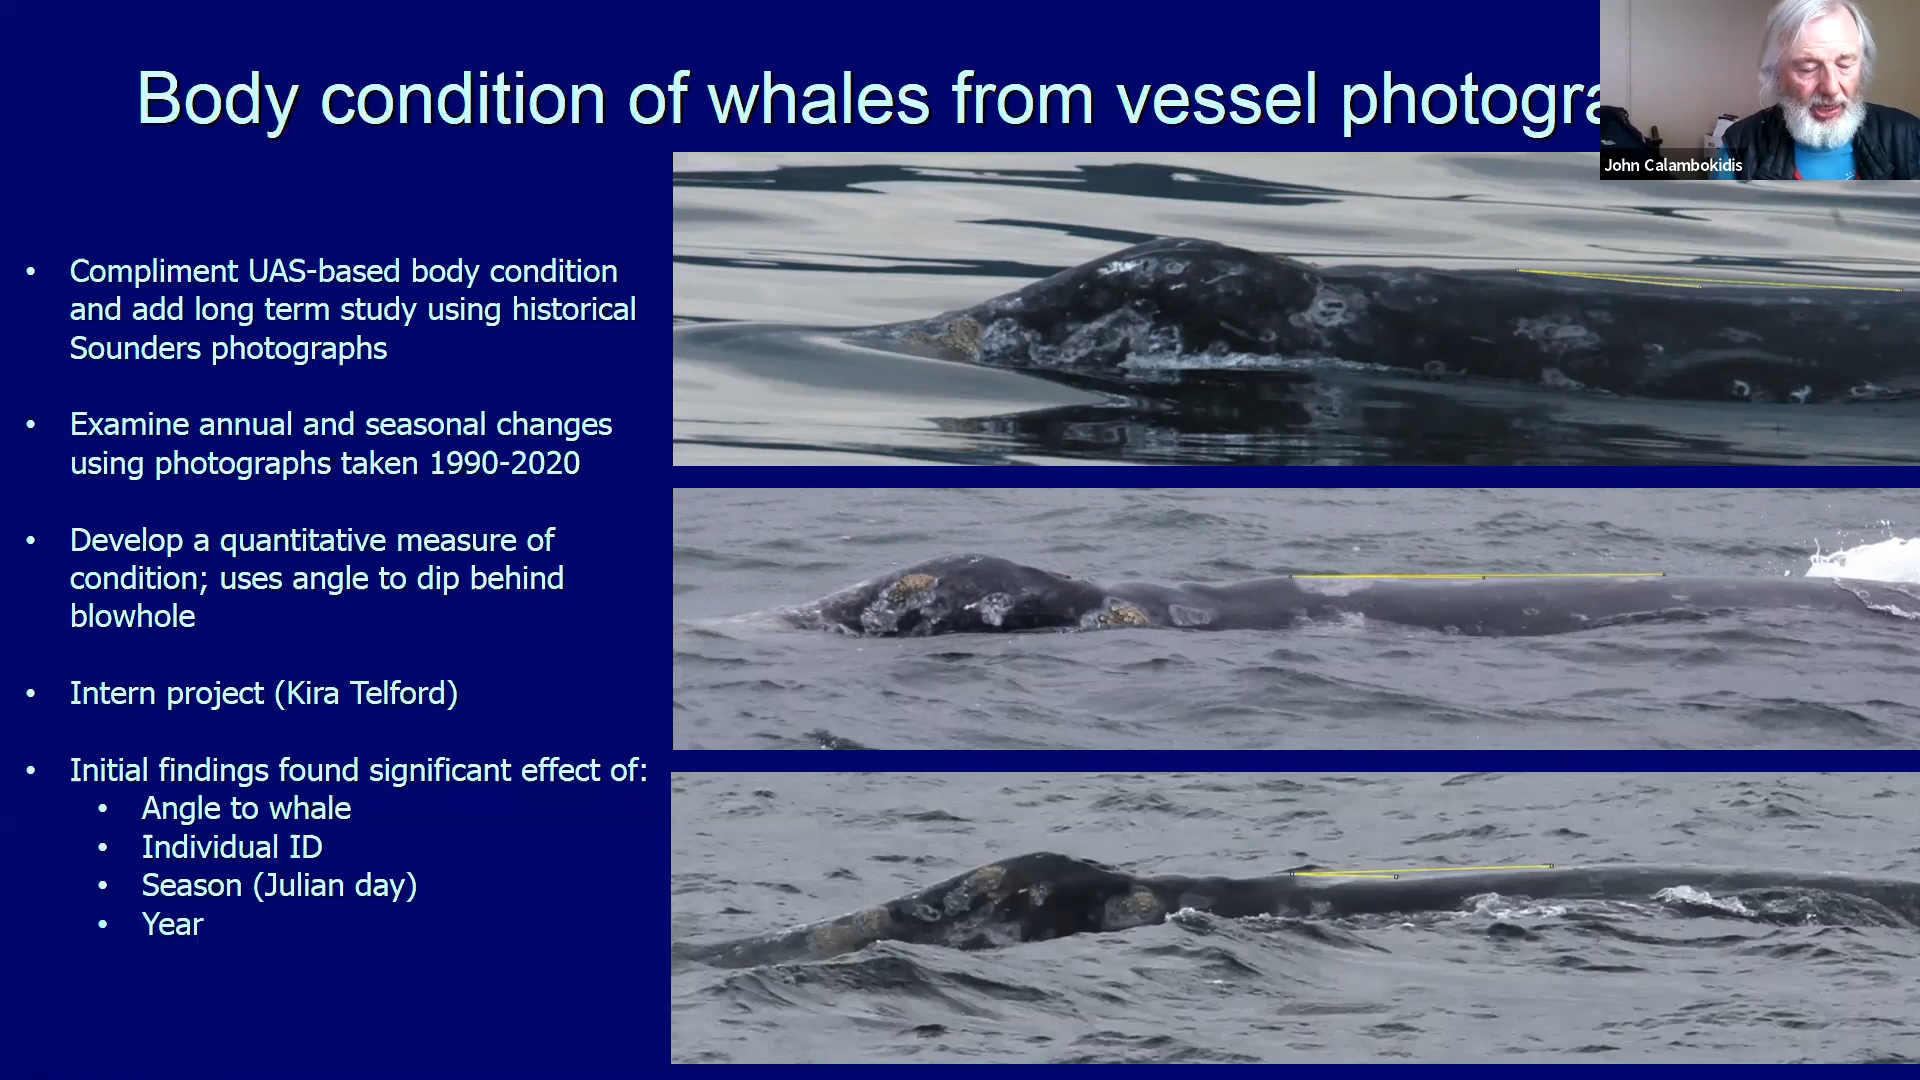 Body condition of whales from vessel photogra
John Calambokidis
• Compliment UAS-based body condition
and add long term study using historical
Sounders photographs
• Examine annual and seasonal changes
using photographs taken 1990-2020
• Develop a quantitative measure of
condition; uses angle to dip behind
blowhole
• Intern project (Kira Telford)
• Initial findings found significant effect of:
• Angle to whale
• Individual ID
• Season (Julian day)
• Year